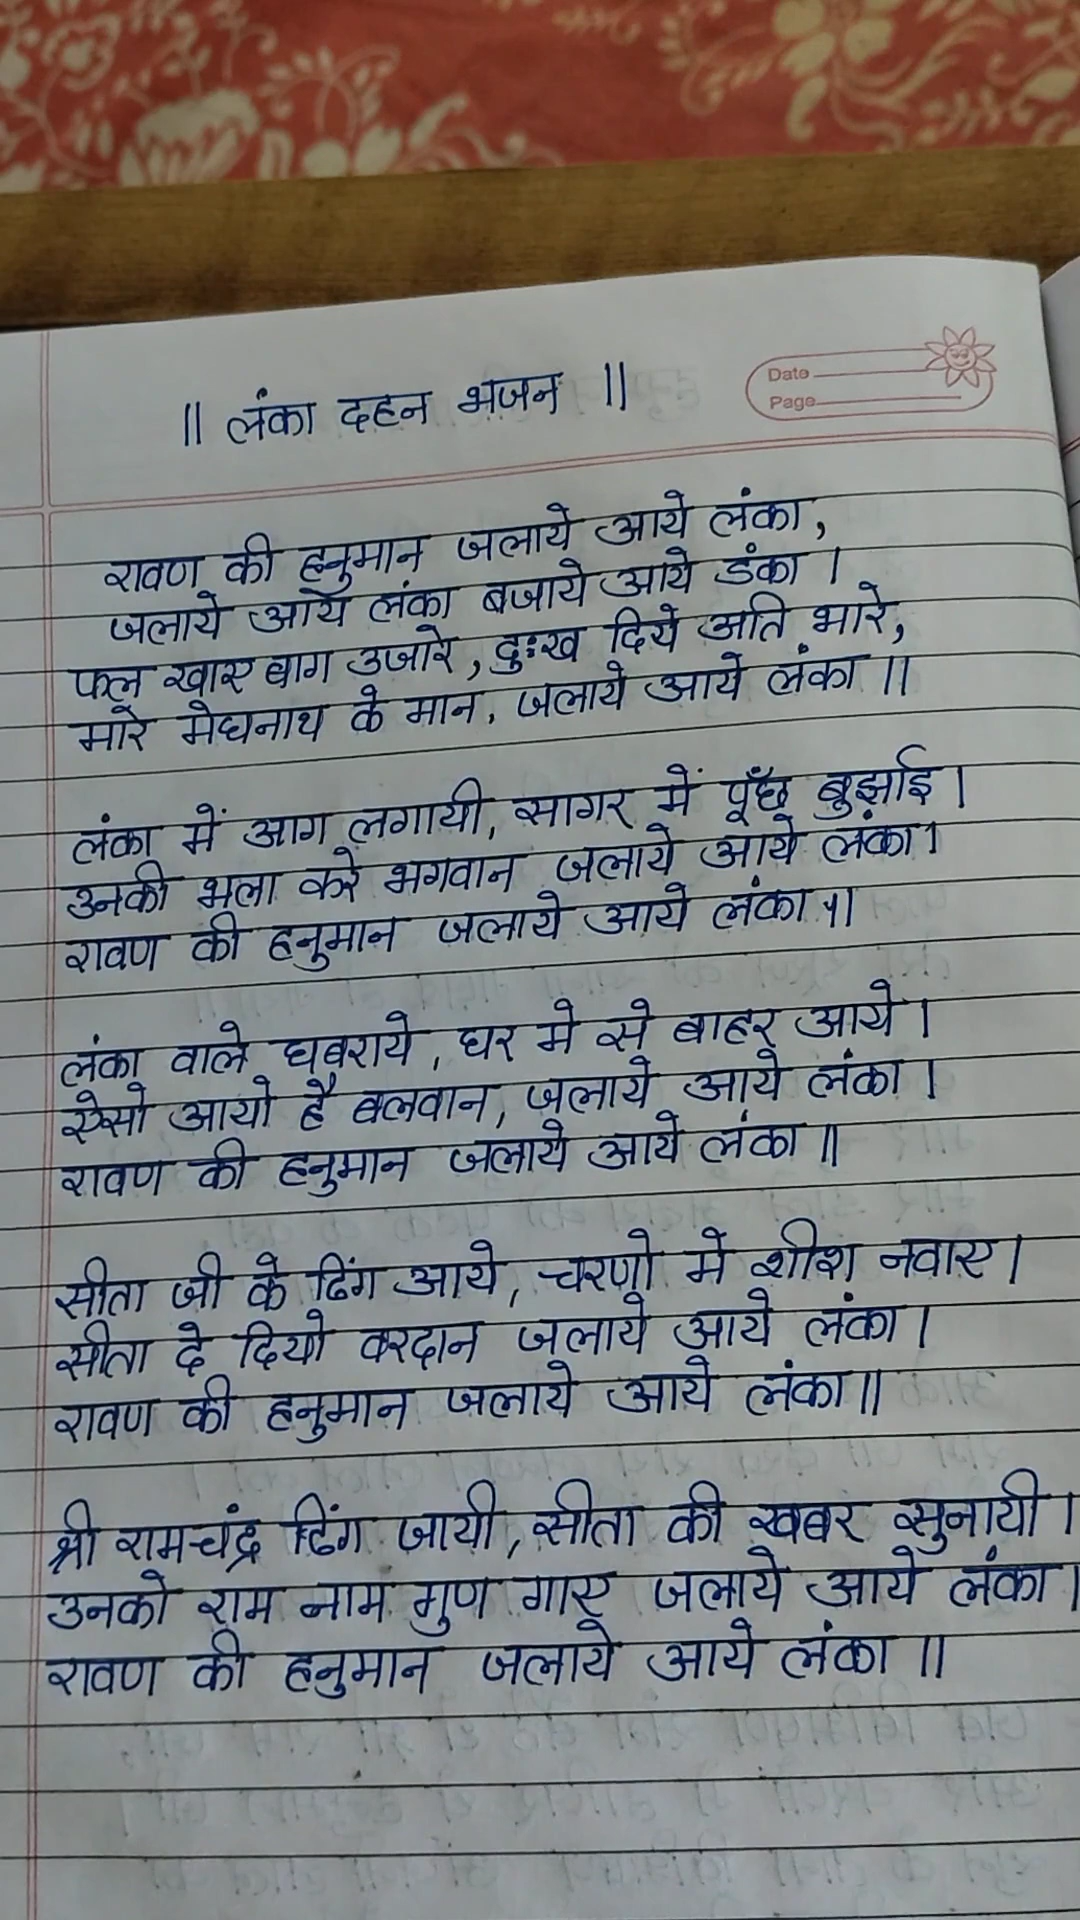 ॥ लंका दहन भजन ॥
Date
Page
रावण की हनुमान जलाये आये लंका,
जलाये आये लंका बजाये आये डंका ।
फल खाए बाग उजारे, दुःख दिये अति भारे,
मारे मेघनाथ के मान, जलाये आये लंका ॥
लंका में आग लगायी, सागर में पूँछ बुर्झाइ ।
उनकी भला करे भगवान जलाये आये लंका ।
रावण की हनुमान जलाये आये लंका ॥
लंका वाले घबराये, घर मे से बाहर आये ।
ऐसो आयो है बलवान, जलाये आये लंका ।
रावण की हनुमान जलाये आये लंका ॥
सीता जी के ढिंग आये, चरणो मे शीश नवाए ।
सीता दे दियो वरदान जलाये आये लंका ।
रावण की हनुमान जलाये आये लंका ॥
श्री रामचंद्र ढिंग जायी, सीता की खबर सुनायी ।
उनको राम नाम गुण गाए जलाये आये लंका ।
रावण की हनुमान जलाये आये लंका ॥